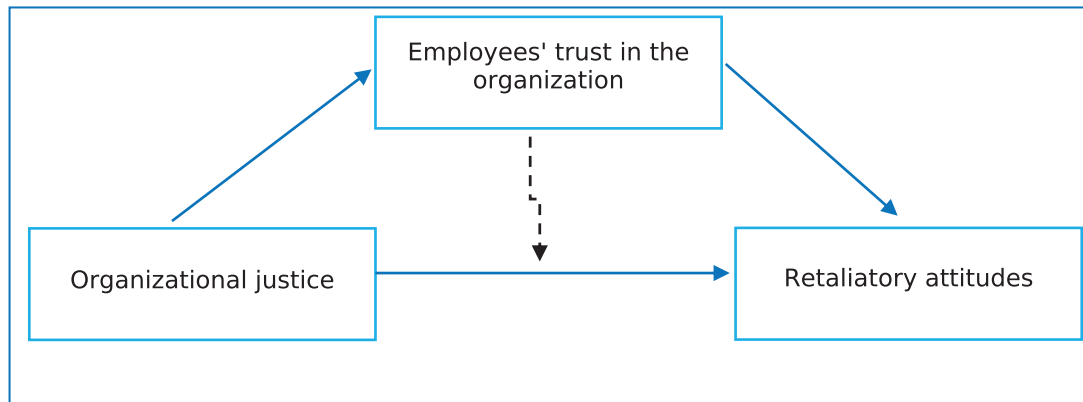 Employees' trust in the
organization
Organizational justice
Retaliatory attitudes